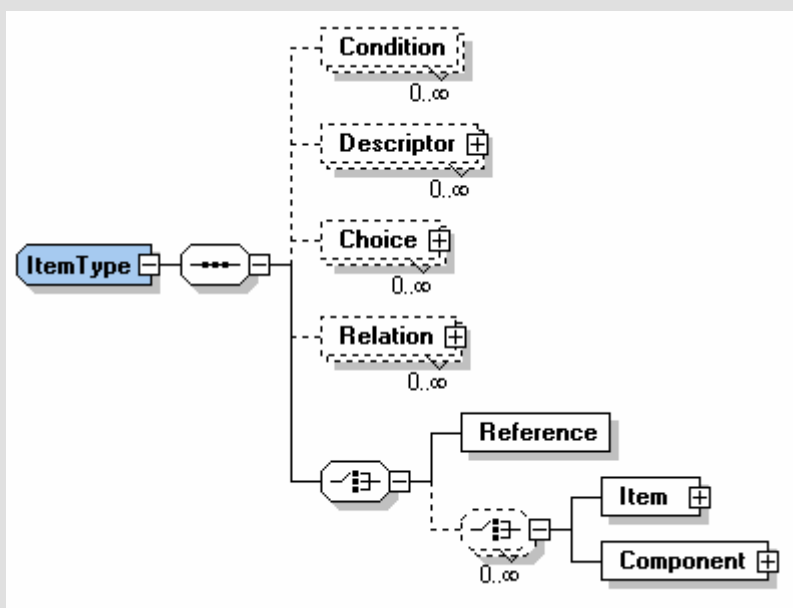 Condition
0..∞
Descriptor
0..∞
Choice
0..∞
ItemType
Relation
0..∞
Reference
Item
Component
0..∞